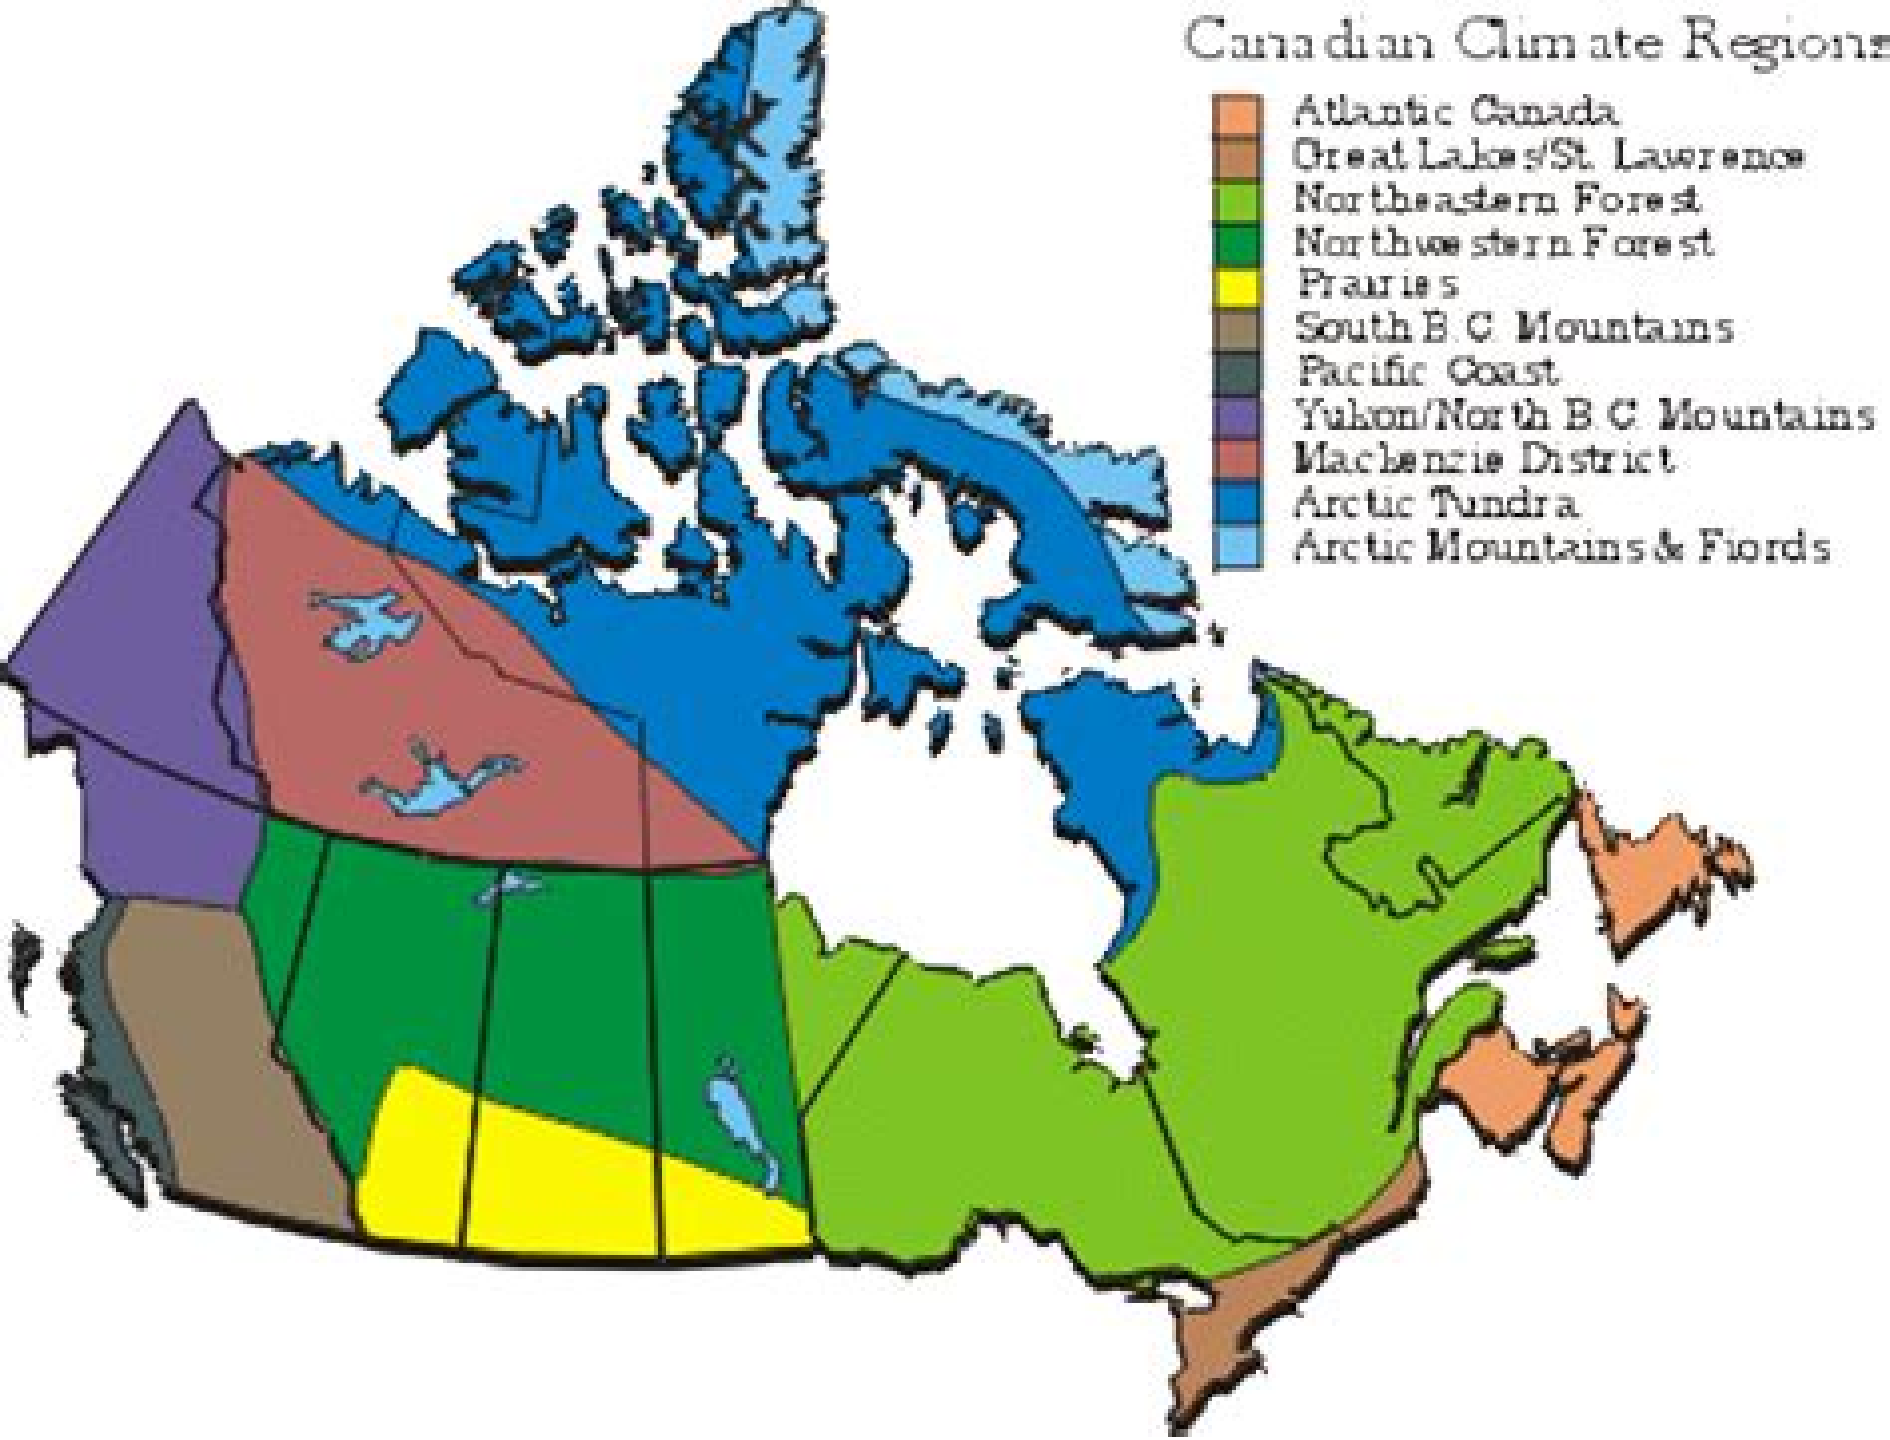 Canadian Climate Regions
Atlantic Canada
Great Lakes/St. Lawrence
Northeastern Forest
Northwestern Forest
Prairies
South B.C. Mountains
Pacific Coast
Yukon/North B.C. Mountains
Mackenzie District
Arctic Tundra
Arctic Mountains & Fiords